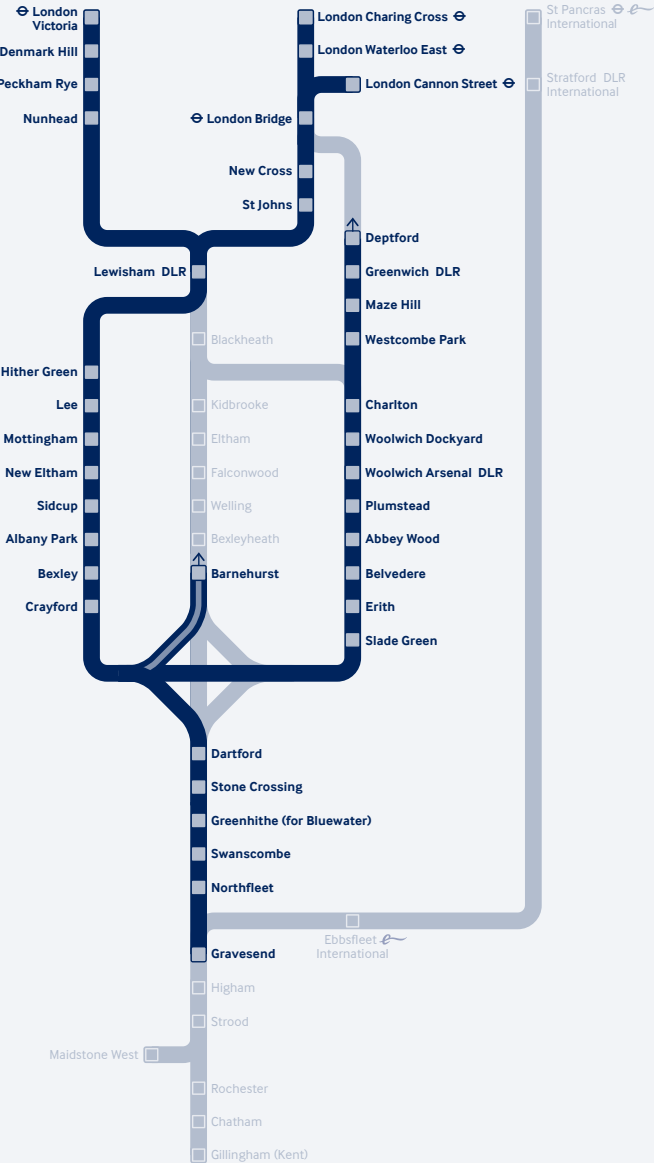 London
Victoria
Denmark Hill
Peckham Rye
Nunhead
London Charing Cross
London Waterloo East
London Cannon Street
London Bridge
New Cross
St Johns
St Pancras
International
Stratford DLR
International
Lewisham DLR
Deptford
Greenwich DLR
Maze Hill
Westcombe Park
Blackheath
Hither Green
Lee
Mottingham
New Eltham
Sidcup
Albany Park
Bexley
Crayford
Kidbrooke
Eltham
Falconwood
Welling
Bexleyheath
Barnehurst
Charlton
Woolwich Dockyard
Woolwich Arsenal DLR
Plumstead
Abbey Wood
Belvedere
Erith
Slade Green
Dartford
Stone Crossing
Greenhithe (for Bluewater)
Swanscombe
Northfleet
Ebbsfleet
International
Gravesend
Higham
Strood
Maidstone West
Rochester
Chatham
Gillingham (Kent)